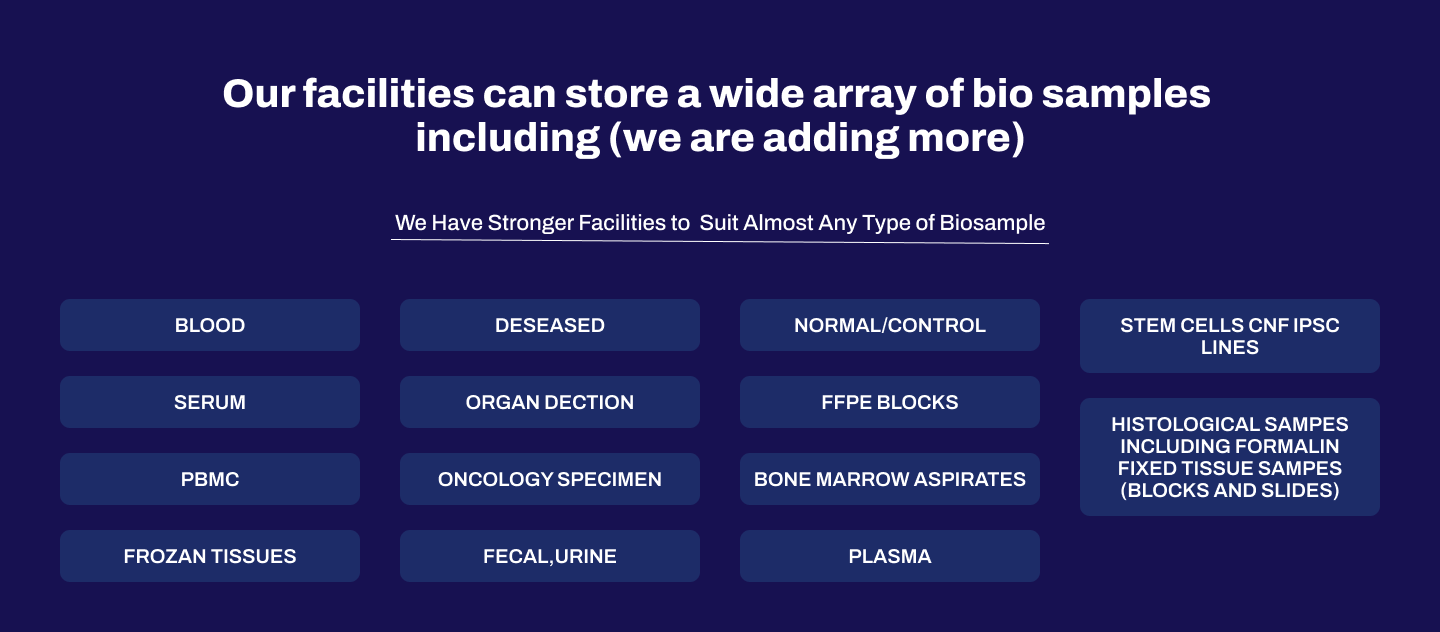 Our facilities can store a wide array of bio samples
including (we are adding more)
We Have Stronger Facilities to  Suit Almost Any Type of Biosample
BLOOD
DESEASED
NORMAL/CONTROL
STEM CELLS CNF IPSC
LINES
SERUM
ORGAN DECTION
FFPE BLOCKS
HISTOLOGICAL SAMPES
INCLUDING FORMALIN
FIXED TISSUE SAMPES
(BLOCKS AND SLIDES)
PBMC
ONCOLOGY SPECIMEN
BONE MARROW ASPIRATES
FROZAN TISSUES
FECAL,URINE
PLASMA